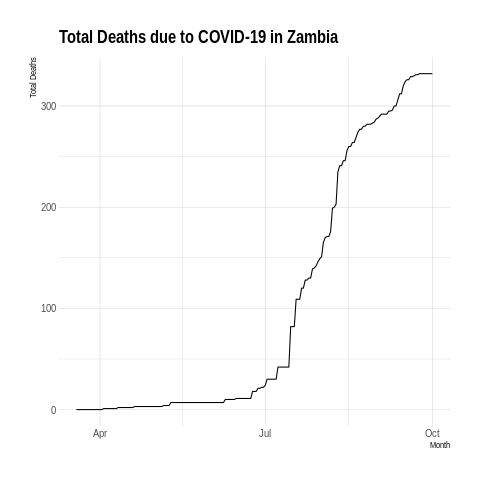 Total Deaths due to COVID-19 in Zambia
Total Deaths
300
200
100
0
Apr
Jul
Oct
Month